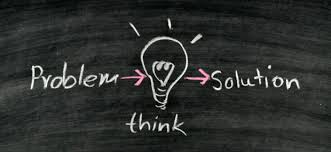 Problem → → Solution
think